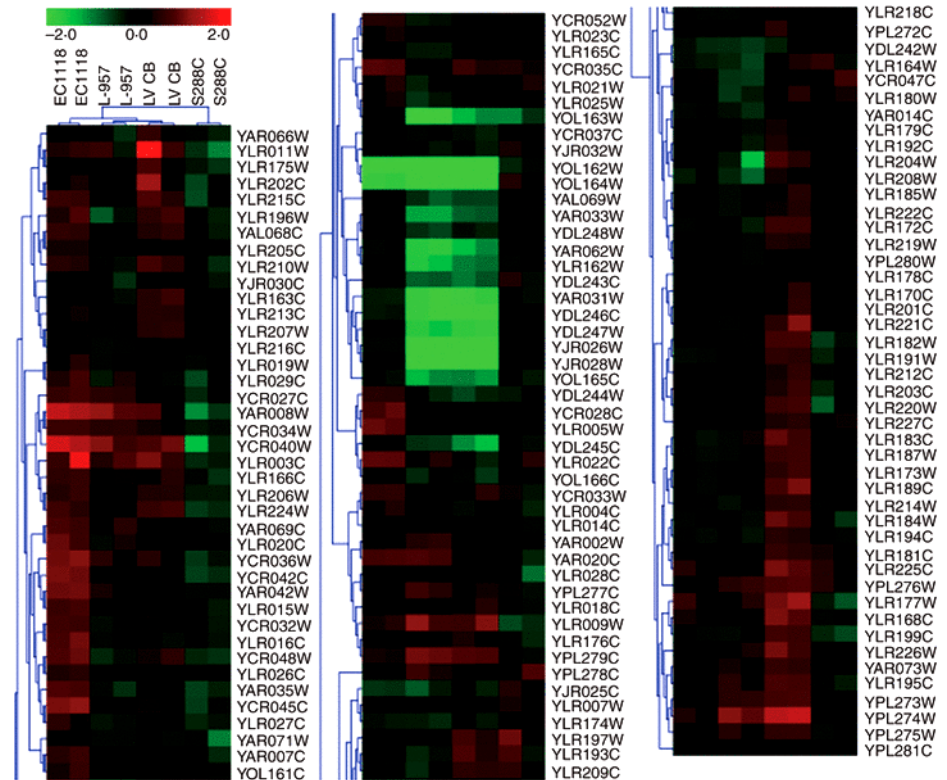 -2.0 0.0 2.0
EC1118
EC1118
L-957
L-957
LV CB
LV CB
S288C
S288C
YAR066W
YLR011W
YLR175W
YLR202C
YLR215C
YLR196W
YAL068C
YLR205C
YLR210W
YJR030C
YLR163C
YLR213C
YLR207W
YLR216C
YLR019W
YLR029C
YCR027C
YAR008W
YCR034W
YCR040W
YLR003C
YLR166C
YLR206W
YLR224W
YAR069C
YLR020C
YCR036W
YCR042C
YAR042W
YLR015W
YCR032W
YLR016C
YCR048W
YLR026C
YAR035W
YCR045C
YLR027C
YAR071W
YAR007C
YOL161C
YCR052W
YLR023C
YLR165C
YCR035C
YLR021W
YLR025W
YOL163W
YCR037C
YJR032W
YOL162W
YOL164W
YAL069W
YAR033W
YDL248W
YAR062W
YLR162W
YDL243C
YAR031W
YDL246C
YDL247W
YJR026W
YJR028W
YOL165C
YDL244W
YCR028C
YLR005W
YDL245C
YLR022C
YOL166C
YCR033W
YLR004C
YLR014C
YAR002W
YAR020C
YLR028C
YPL277C
YLR018C
YLR009W
YLR176C
YPL279C
YPL278C
YJR025C
YLR007W
YLR174W
YLR197W
YLR193C
YLR209C
YLR218C
YPL272C
YDL242W
YLR164W
YCR047C
YLR180W
YAR014C
YLR179C
YLR192C
YLR204W
YLR208W
YLR185W
YLR222C
YLR172C
YLR219W
YPL280W
YLR178C
YLR170C
YLR201C
YLR221C
YLR182W
YLR191W
YLR212C
YLR203C
YLR220W
YLR227C
YLR183C
YLR187W
YLR173W
YLR189C
YLR214W
YLR184W
YLR194C
YLR181C
YLR225C
YPL276W
YLR177W
YLR168C
YLR199C
YLR226W
YAR073W
YLR195C
YPL273W
YPL274W
YPL275W
YPL281C